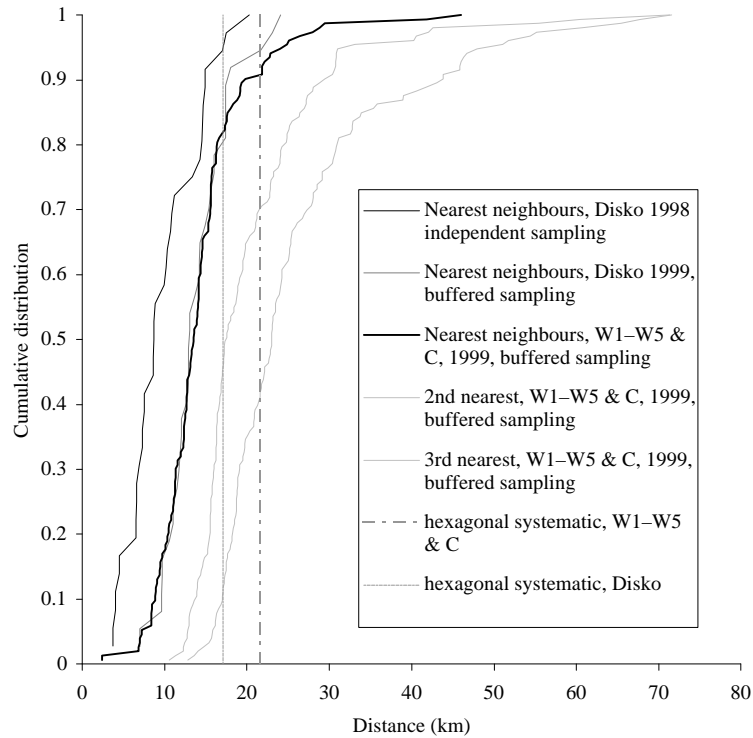 1
0.9
0.8
0.7
0.6
0.5
0.4
0.3
0.2
0.1
0
Cumulative distribution
0 10 20 30 40 50 60 70 80
Distance (km)
Nearest neighbours, Disko 1998
independent sampling
Nearest neighbours, Disko 1999,
buffered sampling
Nearest neighbours, W1–W5 &
C, 1999, buffered sampling
2nd nearest, W1–W5 & C, 1999,
buffered sampling
3rd nearest, W1–W5 & C, 1999,
buffered sampling
hexagonal systematic, W1–W5
& C
hexagonal systematic, Disko